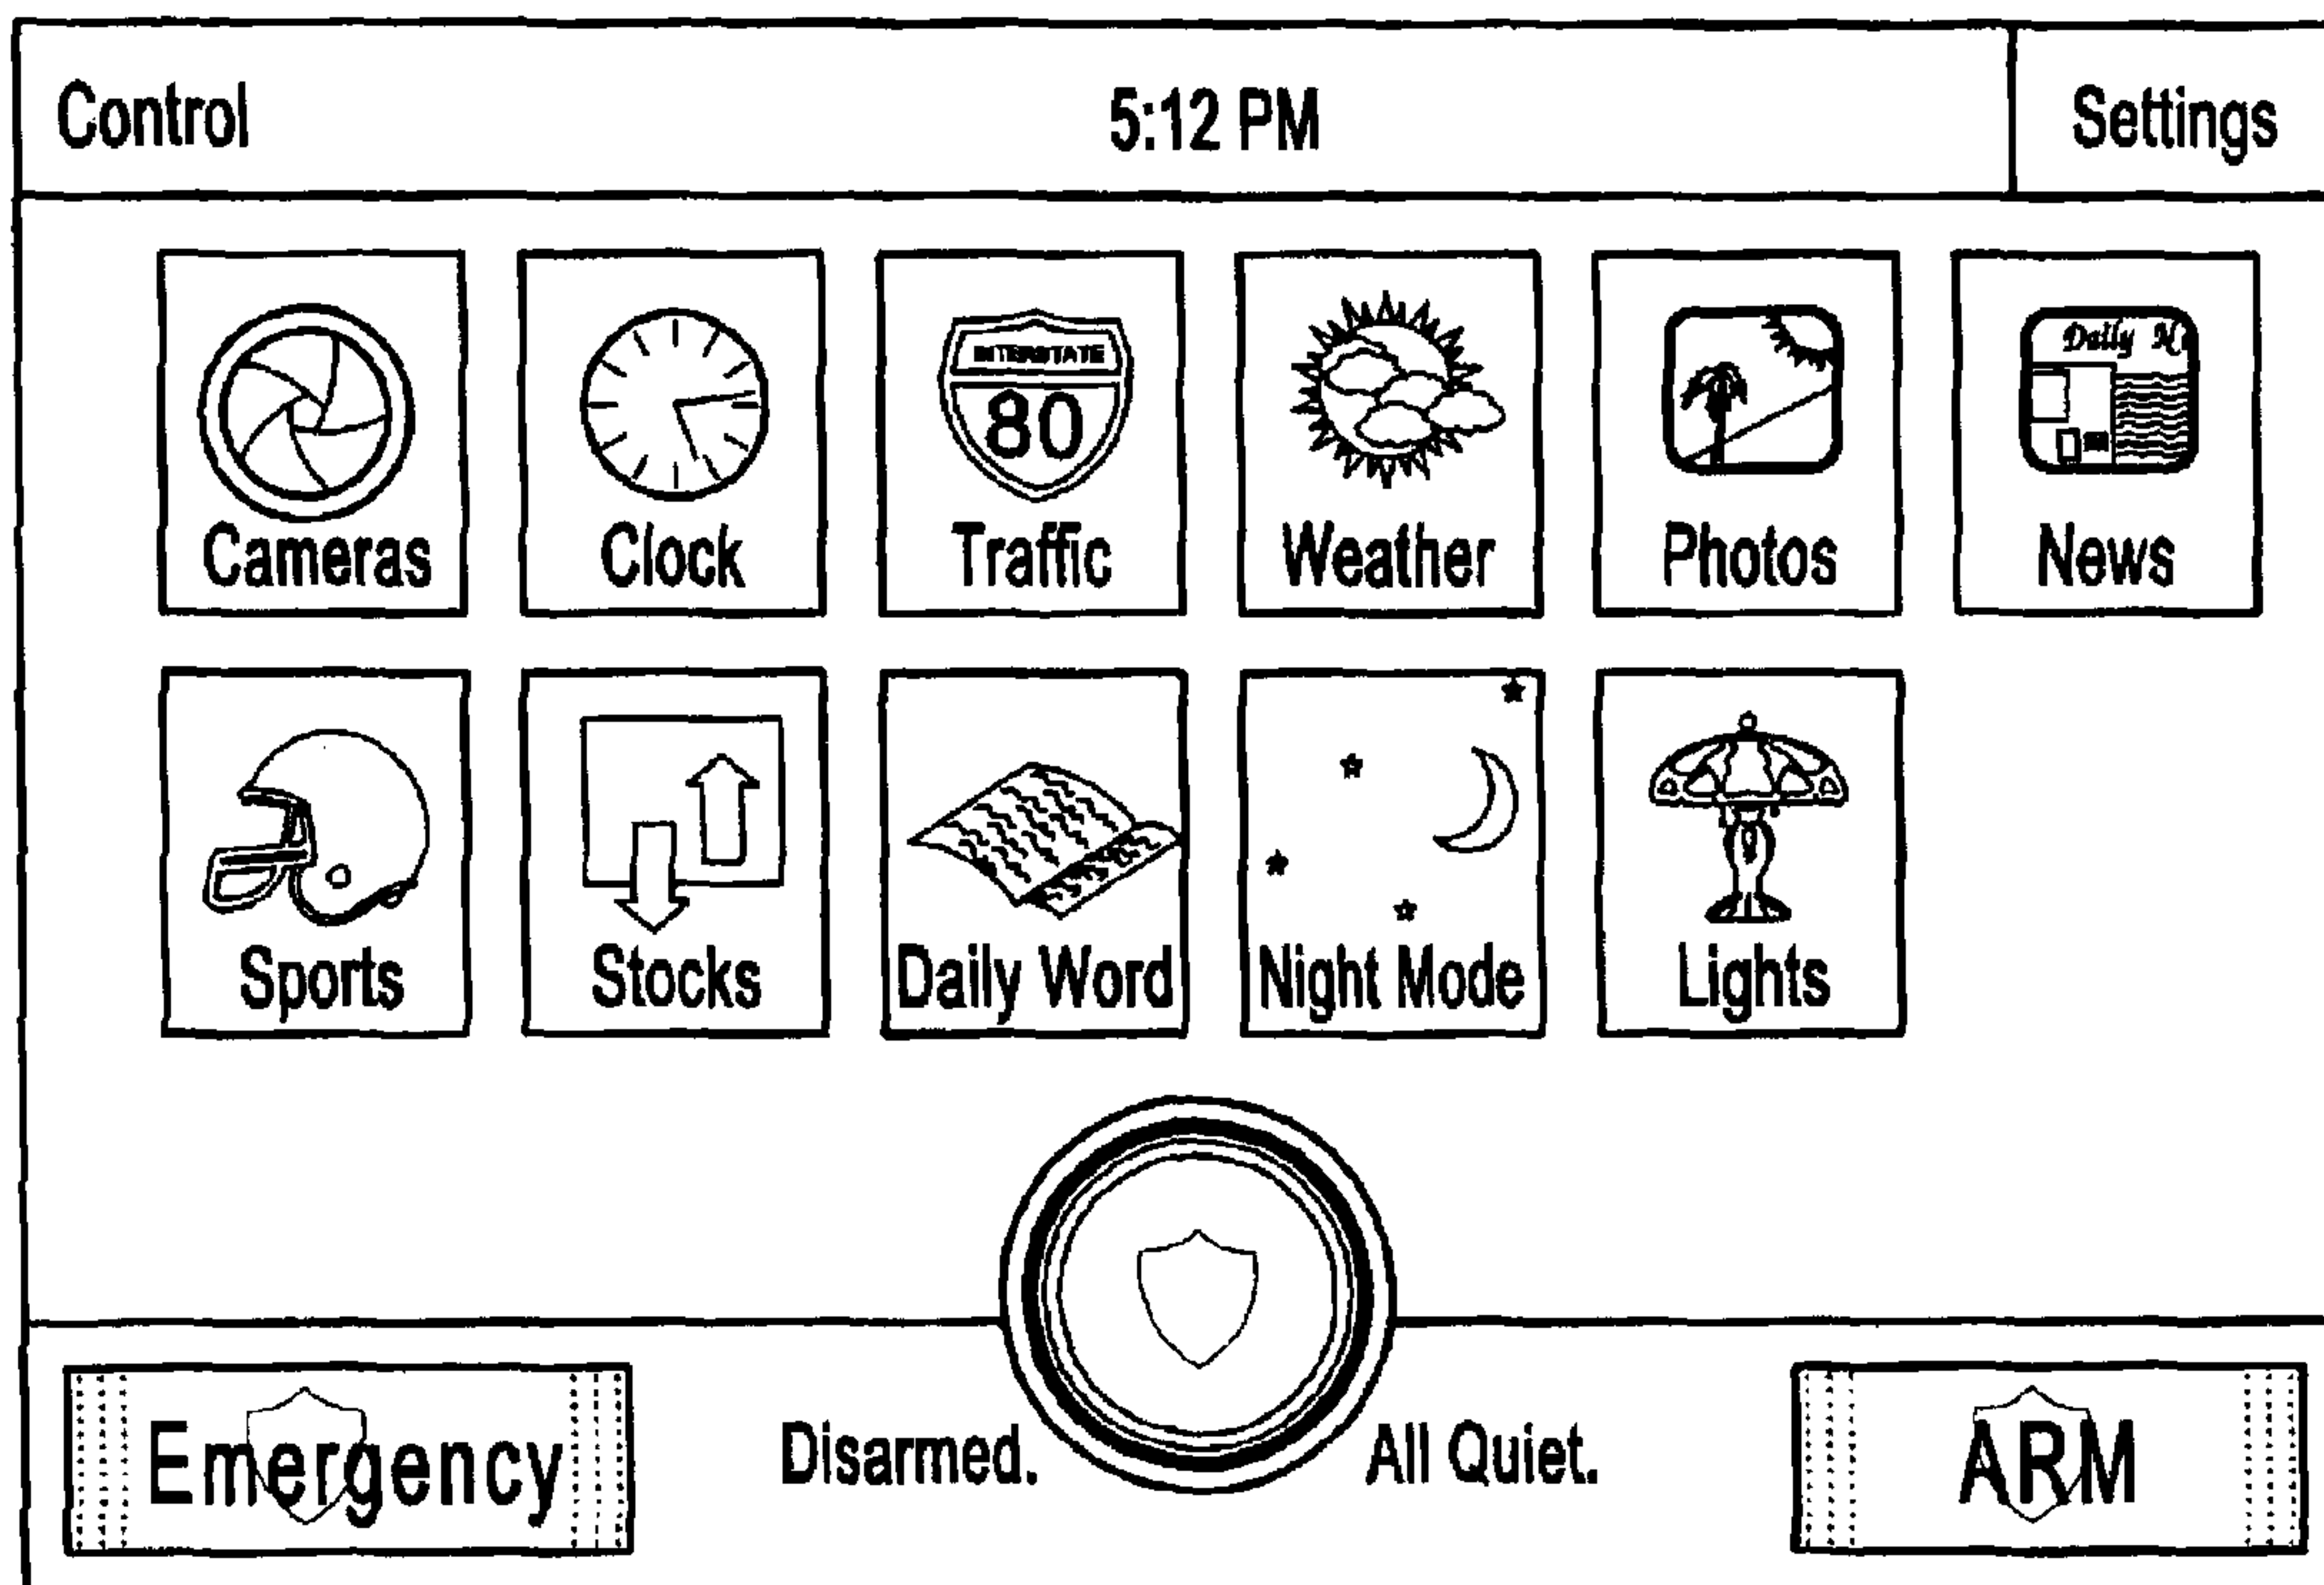 Control 5:12 PM Settings
INTERSTATE
80
Daily N
Cameras Clock Traffic Weather Photos News
Sports Stocks Daily Word Night Mode Lights
Emergency Disarmed. All Quiet. ARM